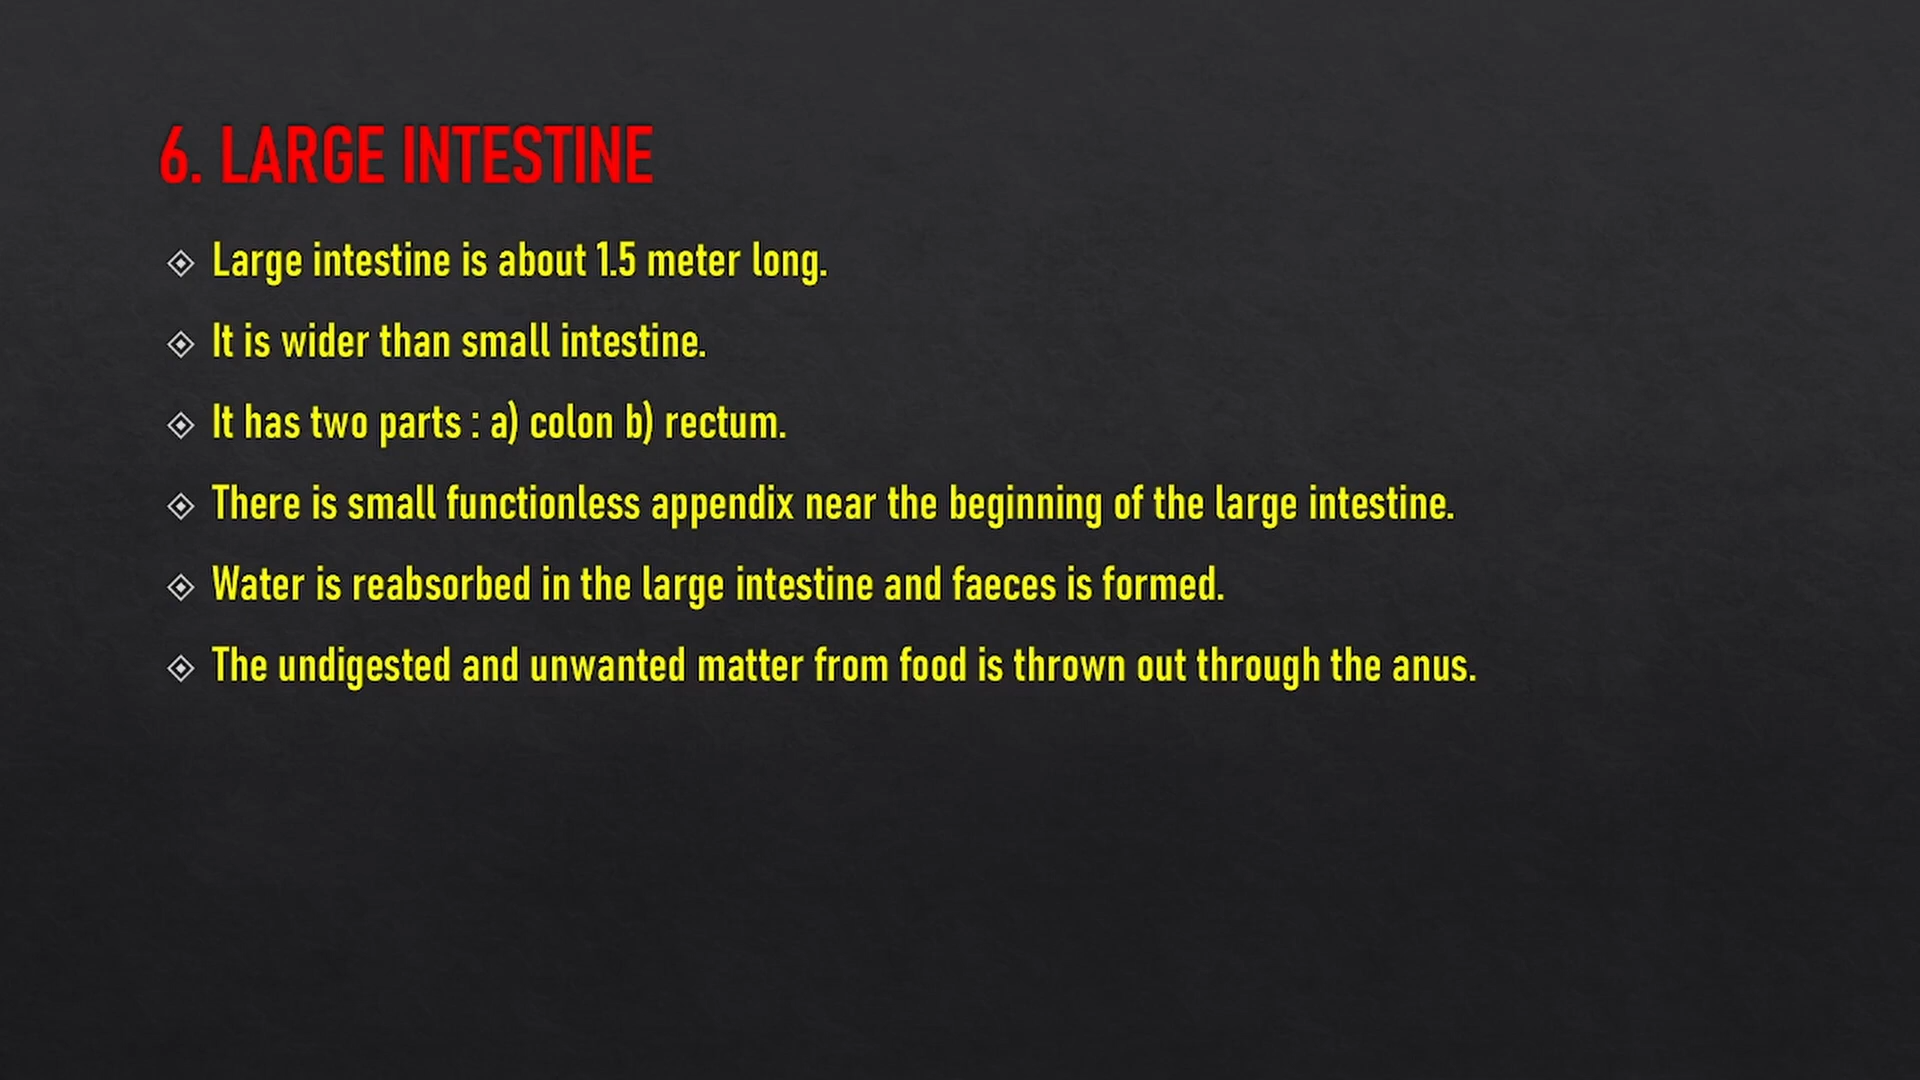 6. LARGE INTESTINE
Large intestine is about 1.5 meter long.
It is wider than small intestine.
It has two parts : a) colon b) rectum.
There is small functionless appendix near the beginning of the large intestine.
Water is reabsorbed in the large intestine and faeces is formed.
The undigested and unwanted matter from food is thrown out through the anus.